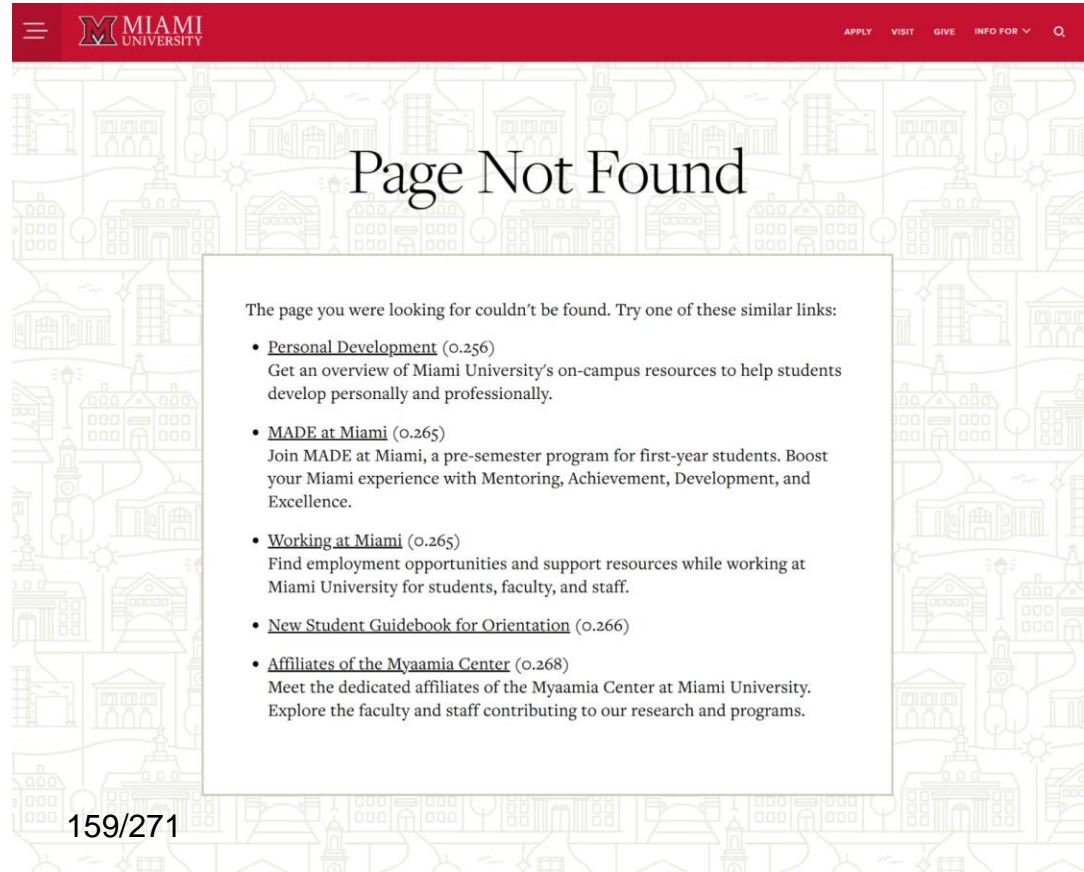 MIAMI
UNIVERSITY
APPLY VISIT GIVE INFO FOR
Page Not Found
The page you were looking for couldn't be found. Try one of these similar links:
• Personal Development (0.256)
Get an overview of Miami University's on-campus resources to help students
develop personally and professionally.
• MADE at Miami (0.265)
Join MADE at Miami, a pre-semester program for first-year students. Boost
your Miami experience with Mentoring, Achievement, Development, and
Excellence.
• Working at Miami (0.265)
Find employment opportunities and support resources while working at
Miami University for students, faculty, and staff.
• New Student Guidebook for Orientation (0.266)
• Affiliates of the Myaamia Center (0.268)
Meet the dedicated affiliates of the Myaamia Center at Miami University.
Explore the faculty and staff contributing to our research and programs.
159/271